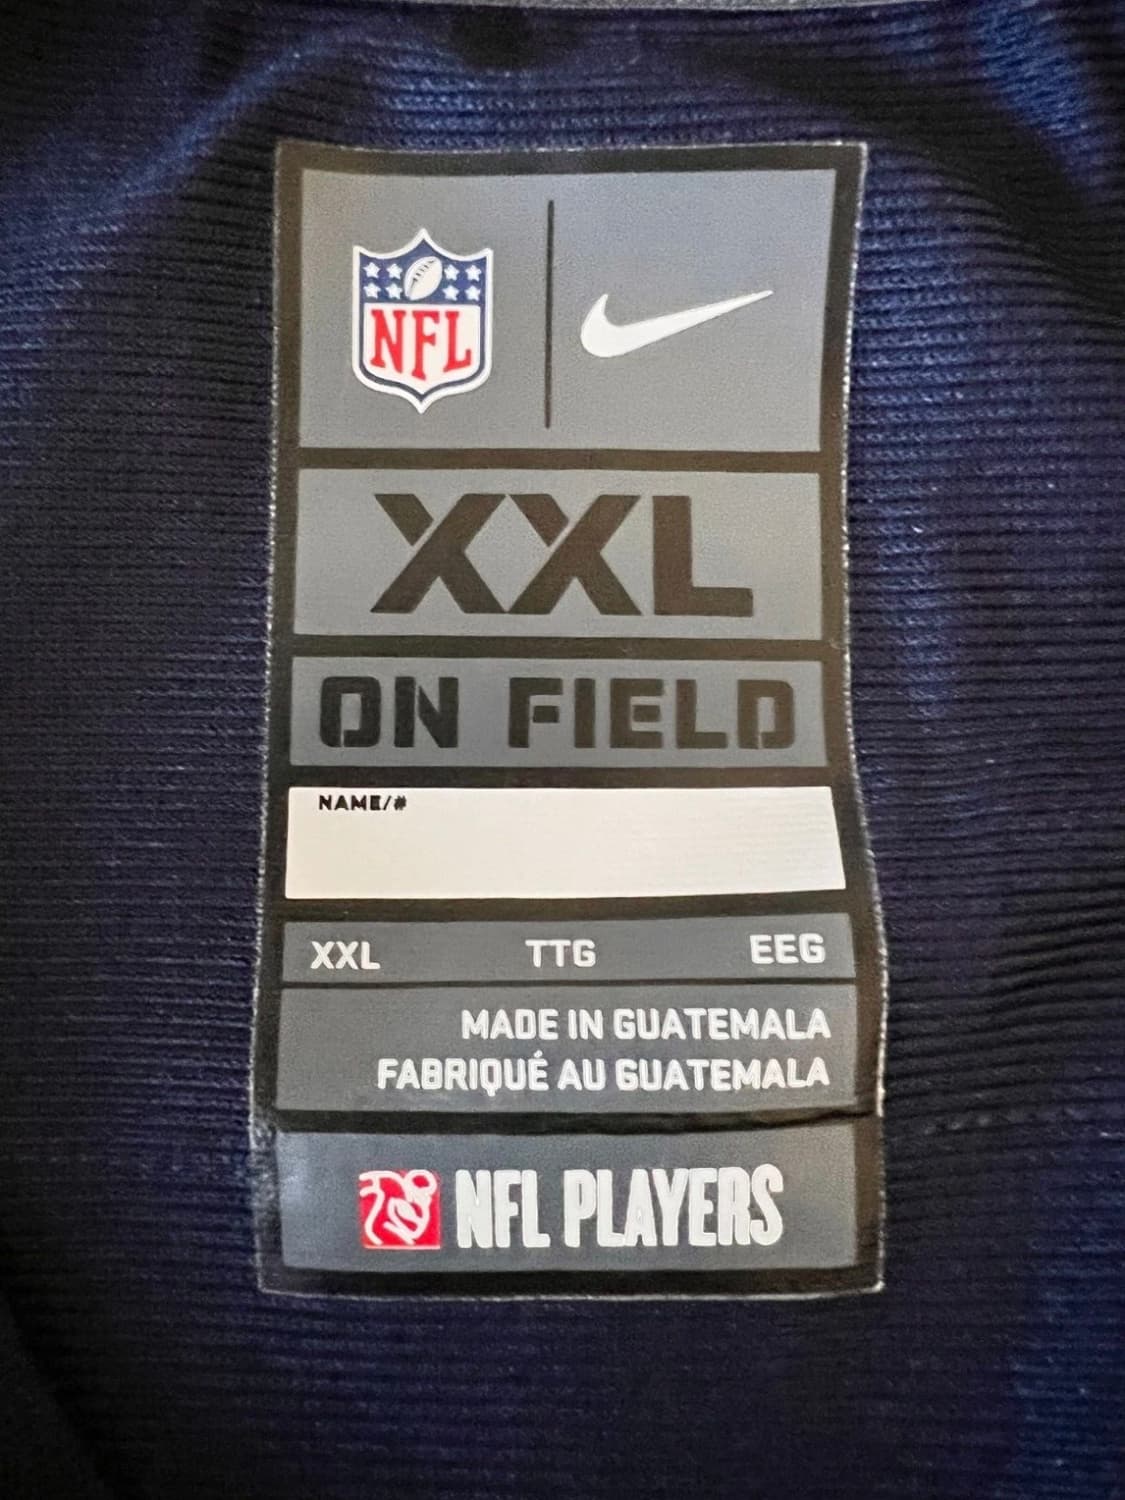 NFL
XXL
ON FIELD
NAME/#
XXL TTG EEG
MADE IN GUATEMALA
FABRIQUÉ AU GUATEMALA
NFL PLAYERS